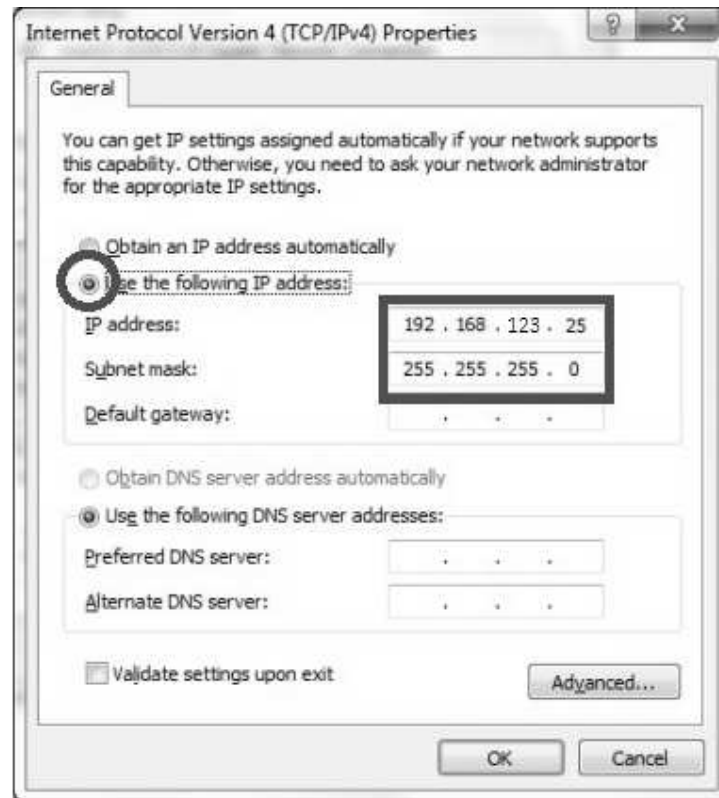 Internet Protocol Version 4 (TCP/IPv4) Properties
?
General
You can get IP settings assigned automatically if your network supports
this capability. Otherwise, you need to ask your network administrator
for the appropriate IP settings.
Obtain an IP address automatically
Use the following IP address:
IP address: 192 . 168 . 123 . 25
Subnet mask: 255 . 255 . 255 . 0
Default gateway: . . .
Obtain DNS server address automatically
Use the following DNS server addresses:
Preferred DNS server: . . .
Alternate DNS server: . . .
Validate settings upon exit
Advanced...
OK Cancel